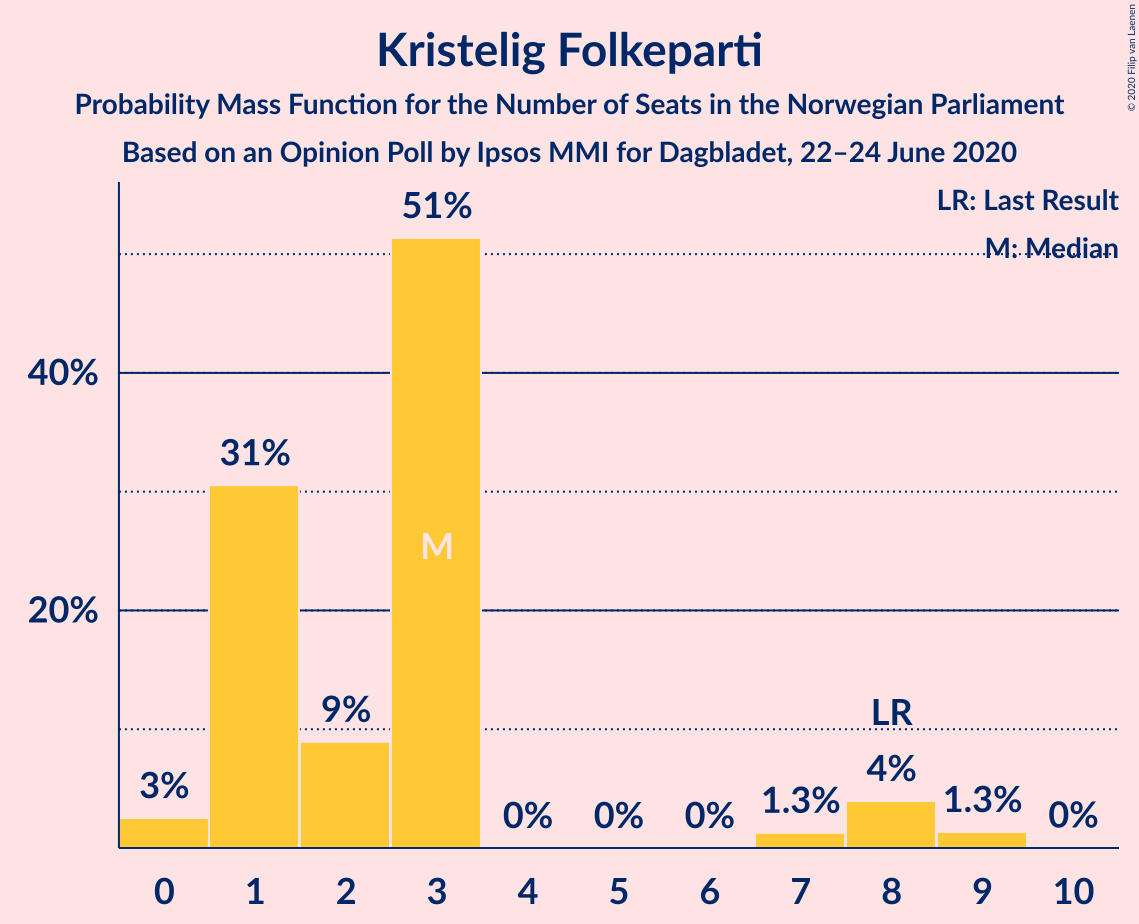 Kristelig Folkeparti
Probability Mass Function for the Number of Seats in the Norwegian Parliament
Based on an Opinion Poll by Ipsos MMI for Dagbladet, 22–24 June 2020
© 2020 Filip van Laenen
LR: Last Result
M: Median
51%
40%
31%
M
20%
9%
LR
3%
4%
1.3%
1.3%
0%
0%
0%
0%
0 1 2 3 4 5 6 7 8 9 10